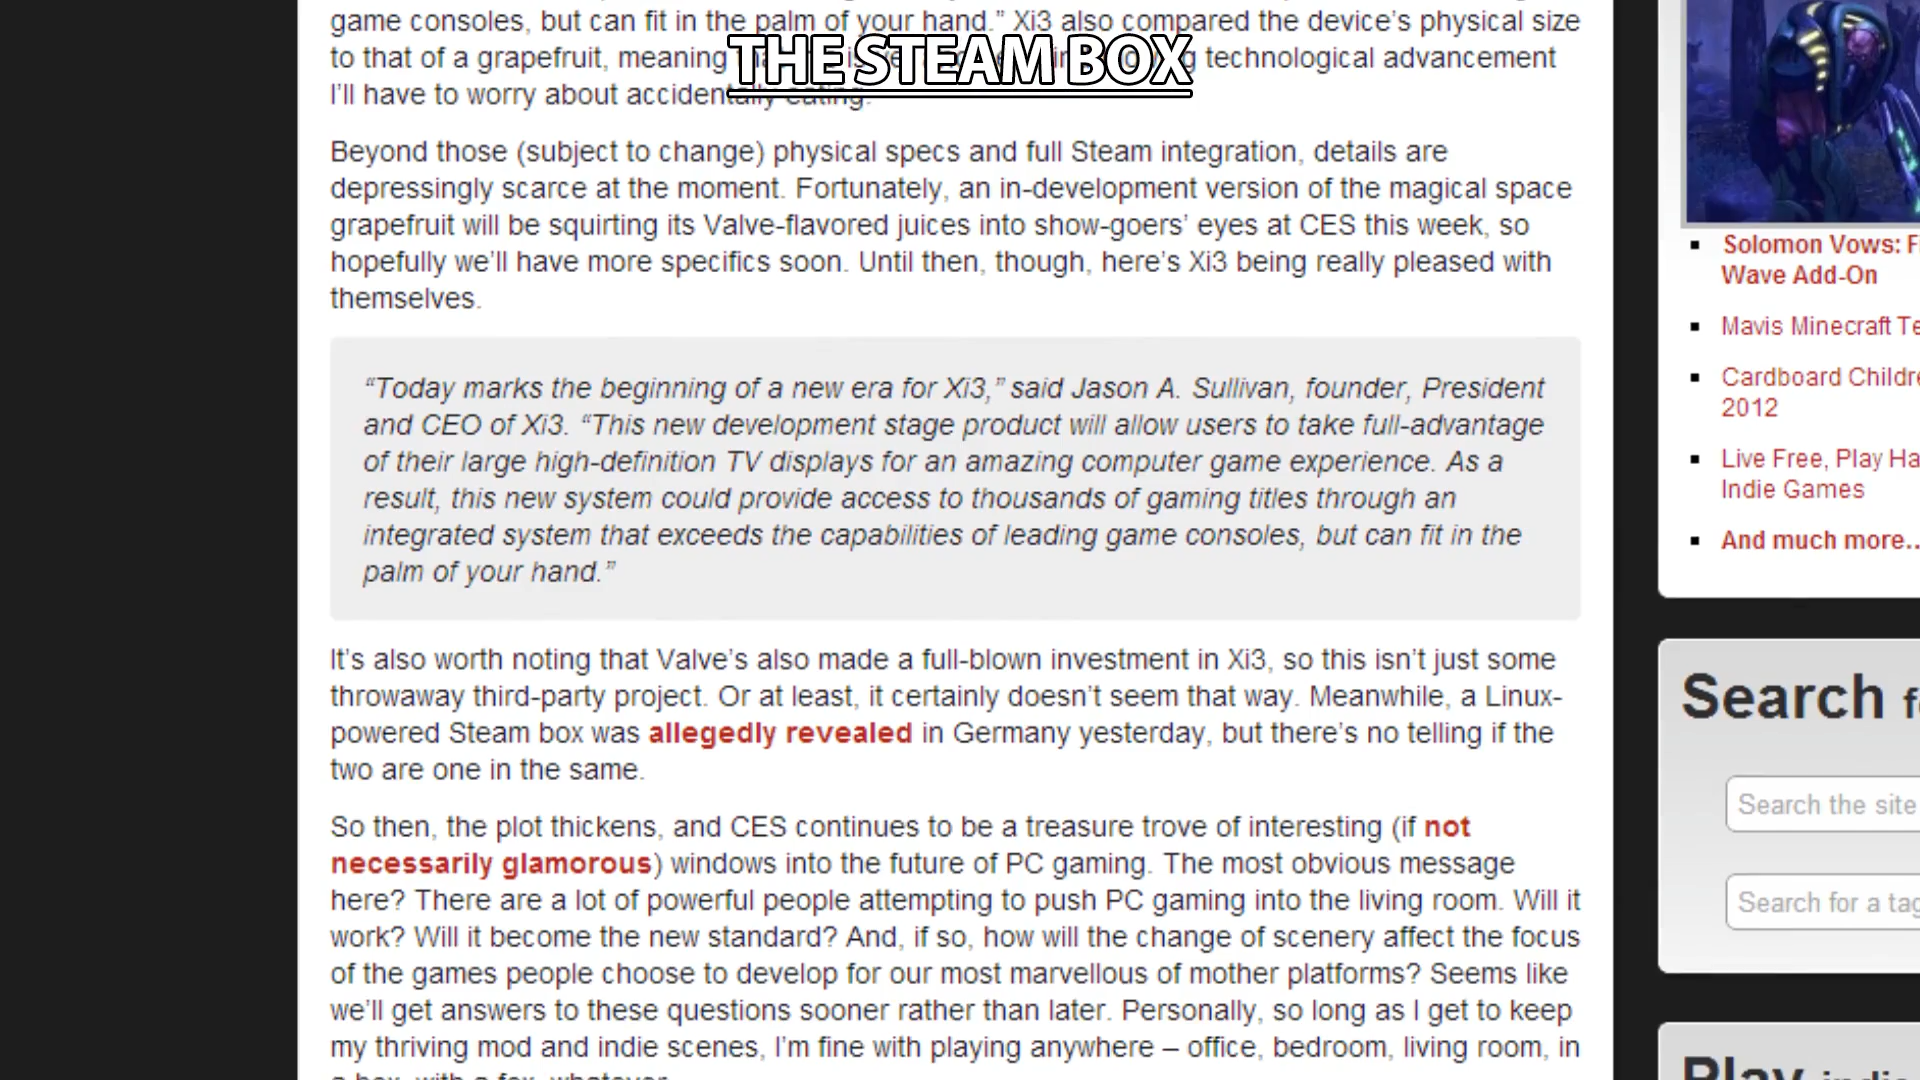 game consoles, but can fit in the palm of your hand.” Xi3 also compared the device’s physical size
THE STEAM BOX
to that of a grapefruit, meaning technological advancement
I’ll have to worry about accidentally eating.
Beyond those (subject to change) physical specs and full Steam integration, details are
depressingly scarce at the moment. Fortunately, an in-development version of the magical space
grapefruit will be squirting its Valve-flavored juices into show-goers’ eyes at CES this week, so
hopefully we’ll have more specifics soon. Until then, though, here’s Xi3 being really pleased with
themselves.
“Today marks the beginning of a new era for Xi3,” said Jason A. Sullivan, founder, President
and CEO of Xi3. “This new development stage product will allow users to take full-advantage
of their large high-definition TV displays for an amazing computer game experience. As a
result, this new system could provide access to thousands of gaming titles through an
integrated system that exceeds the capabilities of leading game consoles, but can fit in the
palm of your hand.”
It’s also worth noting that Valve’s also made a full-blown investment in Xi3, so this isn’t just some
throwaway third-party project. Or at least, it certainly doesn’t seem that way. Meanwhile, a Linux-
powered Steam box was allegedly revealed in Germany yesterday, but there’s no telling if the
two are one in the same.
So then, the plot thickens, and CES continues to be a treasure trove of interesting (if not
necessarily glamorous) windows into the future of PC gaming. The most obvious message
here? There are a lot of powerful people attempting to push PC gaming into the living room. Will it
work? Will it become the new standard? And, if so, how will the change of scenery affect the focus
of the games people choose to develop for our most marvellous of mother platforms? Seems like
we’ll get answers to these questions sooner rather than later. Personally, so long as I get to keep
my thriving mod and indie scenes, I’m fine with playing anywhere – office, bedroom, living room, in
a box, with a fox, whatever.
Solomon Vows: F
Wave Add-On
Mavis Minecraft Te
Cardboard Childre
2012
Live Free, Play Ha
Indie Games
And much more..
Search f
Search the site
Search for a tag
Play indie